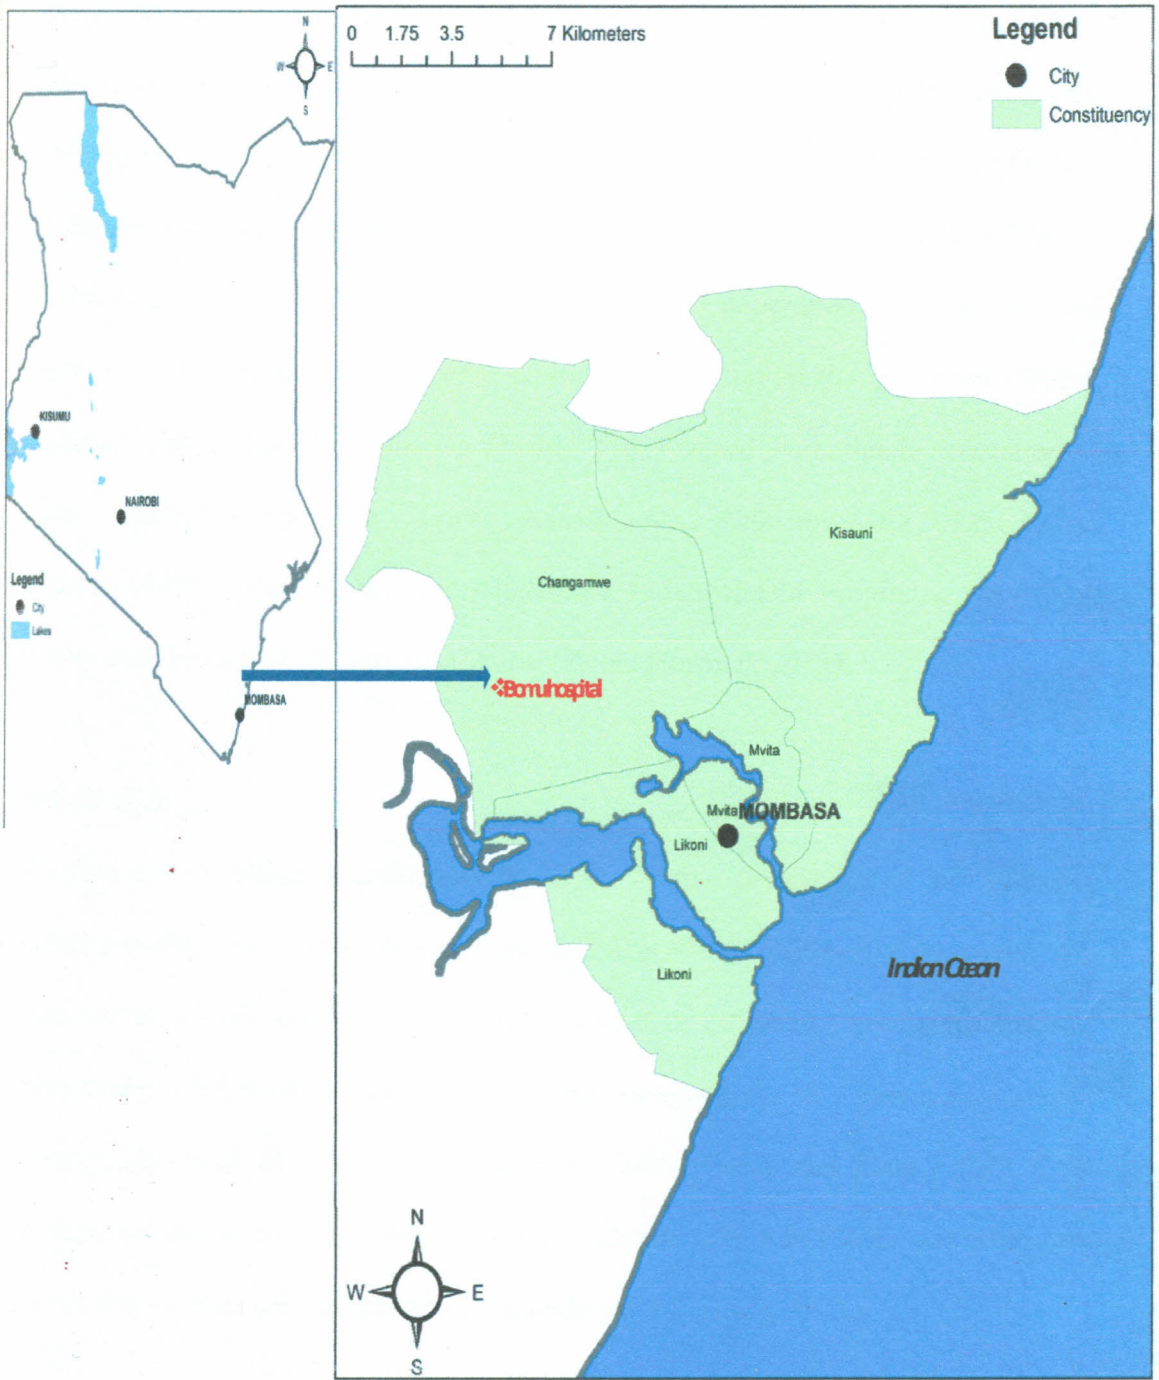 N
W E
S
KISUMU
NAIROBI
Legend
City
Lakes
MOMBASA
0 1.75 3.5 7 Kilometers
Legend
City
Constituency
Kisauni
Changamwe
Bomuhospital
Mvita
Mvita MOMBASA
Likoni
Likoni
Indian Ocean
N
W E
S